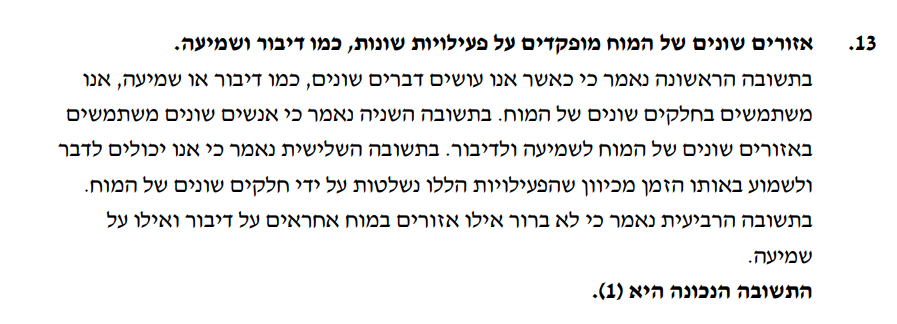 13. אזורים שונים של המוח מופקדים על פעילויות שונות, כמו דיבור ושמיעה.
בתשובה הראשונה נאמר כי כאשר אנו עושים דברים שונים, כמו דיבור או שמיעה, אנו
משתמשים בחלקים שונים של המוח. בתשובה השניה נאמר כי אנשים שונים משתמשים
באזורים שונים של המוח לשמיעה ולדיבור. בתשובה השלישית נאמר כי אנו יכולים לדבר
ולשמוע באותו הזמן מכיוון שהפעילויות הללו נשלטות על ידי חלקים שונים של המוח.
בתשובה הרביעית נאמר כי לא ברור אילו אזורים במוח אחראים על דיבור ואילו על
שמיעה.
התשובה הנכונה היא (1).